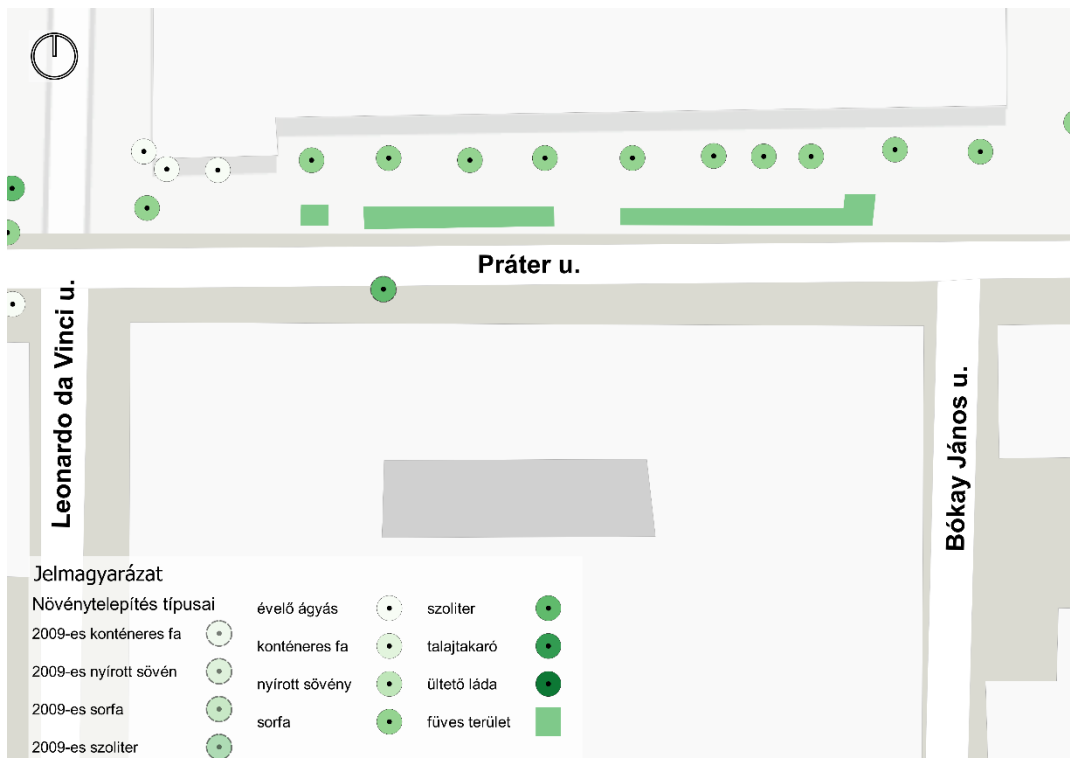 Práter u.
Leonardo da Vinci u.
Bókay János u.
Jelmagyarázat
Növénytelepítés típusai
2009-es konténeres fa
2009-es nyírott sövén
2009-es sorfa
2009-es szoliter
évelő ágyás
konténeres fa
nyírott sövény
sorfa
szoliter
talajtakaró
ültető láda
füves terület